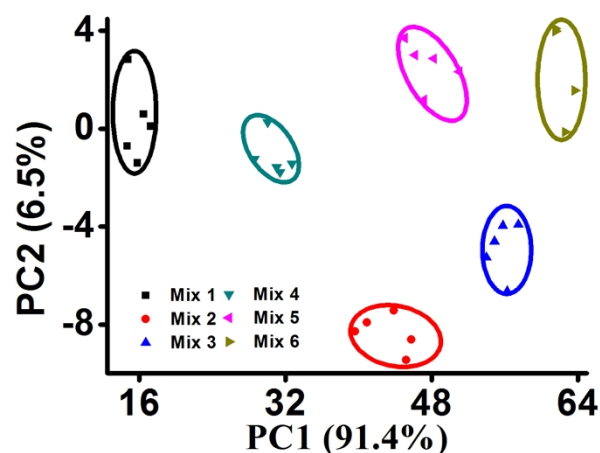 4
0
-4
-8
PC2 (6.5%)
Mix 1 Mix 4
Mix 2 Mix 5
Mix 3 Mix 6
16 32 48 64
PC1 (91.4%)